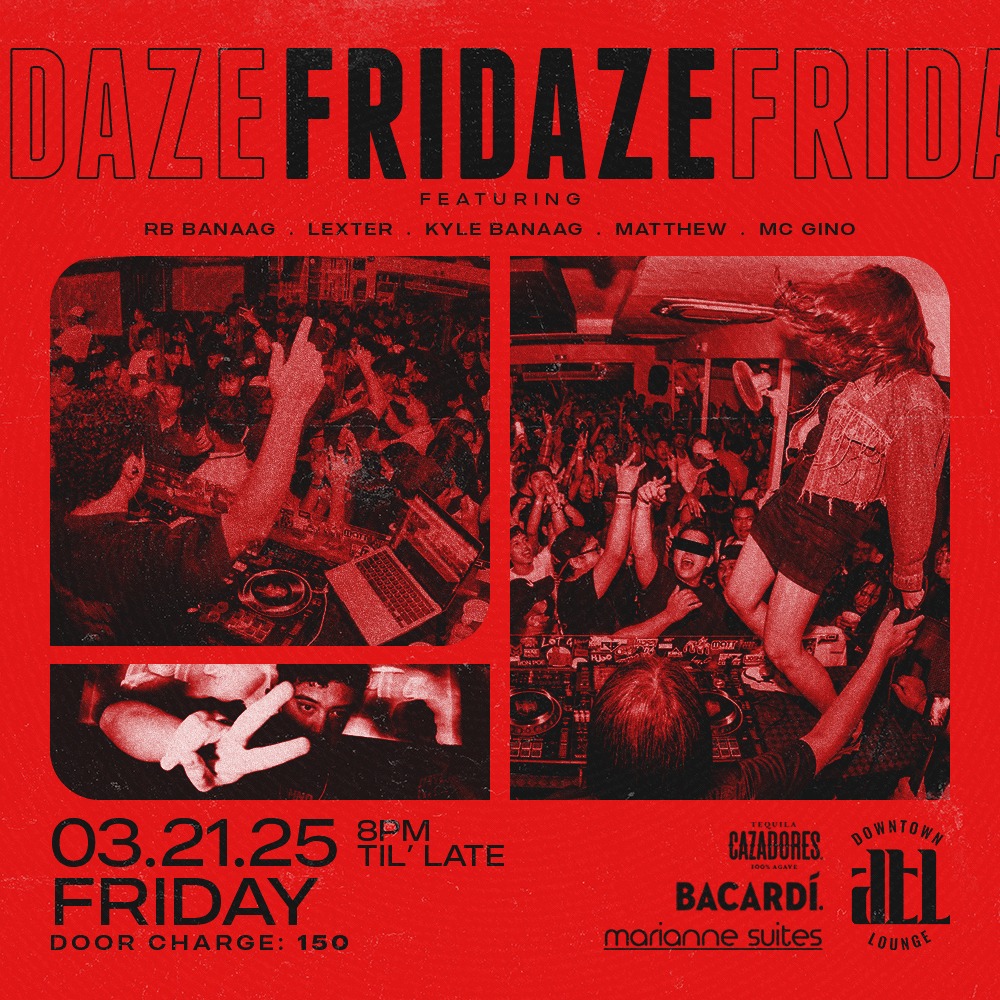 DAZE FRIDAZE FRIDA
FEATURING
RB BANAAG . LEXTER . KYLE BANAAG . MATTHEW . MC GINO
LOT G
03.21.25
8PM
TIL' LATE
FRIDAY
DOOR CHARGE: 150
TEQUILA
CAZADORES.
100% AGAVE
BACARDÍ.
marianne suites
DOWNTOWN
dtl
LOUNGE